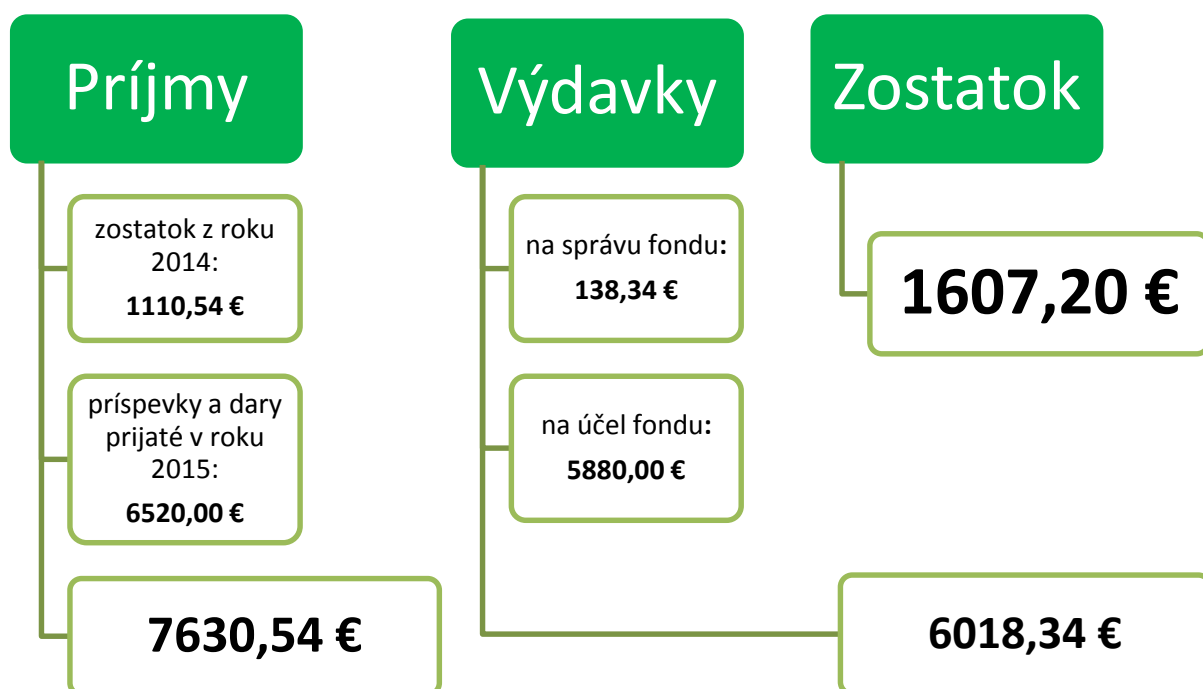 Príjmy
zostatok z roku
2014:
1110,54 €
príspevky a dary
prijaté v roku
2015:
6520,00 €
7630,54 €
Výdavky
na správu fondu:
138,34 €
na účel fondu:
5880,00 €
6018,34 €
Zostatok
1607,20 €